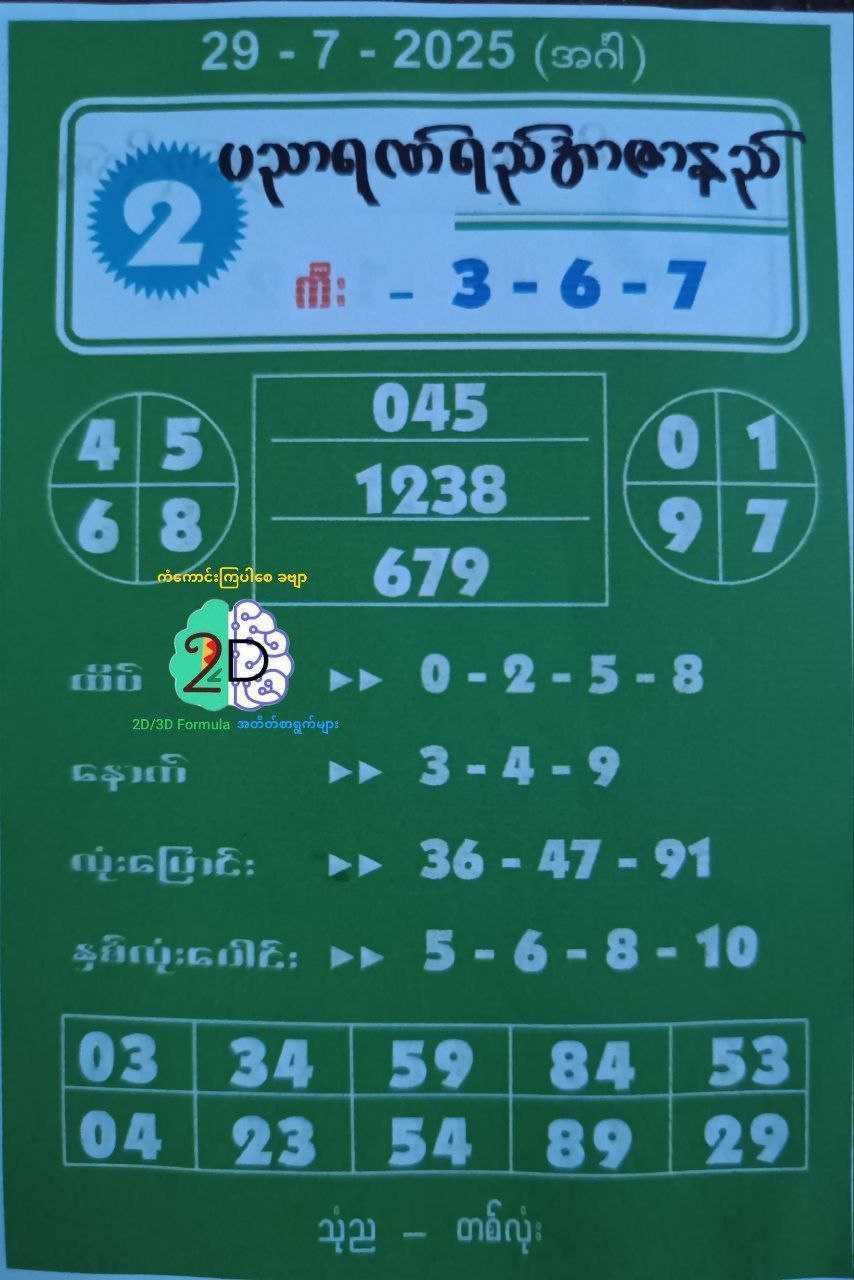 29 - 7 - 2025 (အင်္ဂါ)
2
ပညာရဏ်ရည်အာဇာနည်
ကီး - 3 - 6 - 7
4 5
6 8
045
1238
679
0 1
9 7
ကံကောင်းကြပါစေ ခဗျာ
2D
2D/3D Formula အတိတ်စာရွက်များ
ထိပ် ▶▶ 0 - 2 - 5 - 8
နောက် ▶▶ 3 - 4 - 9
လုံးပြောင်း ▶▶ 36 - 47 - 91
နှစ်လုံးပေါင်း ▶▶ 5 - 6 - 8 - 10
03 34 59 84 53
04 23 54 89 29
သုံည - တစ်လုံး